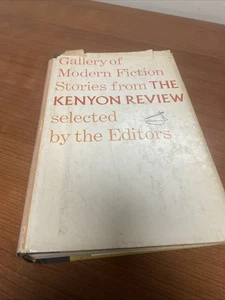 Gallery of
Modern Fiction
Stories from THE
KENYON REVIEW
selected
by the Editors